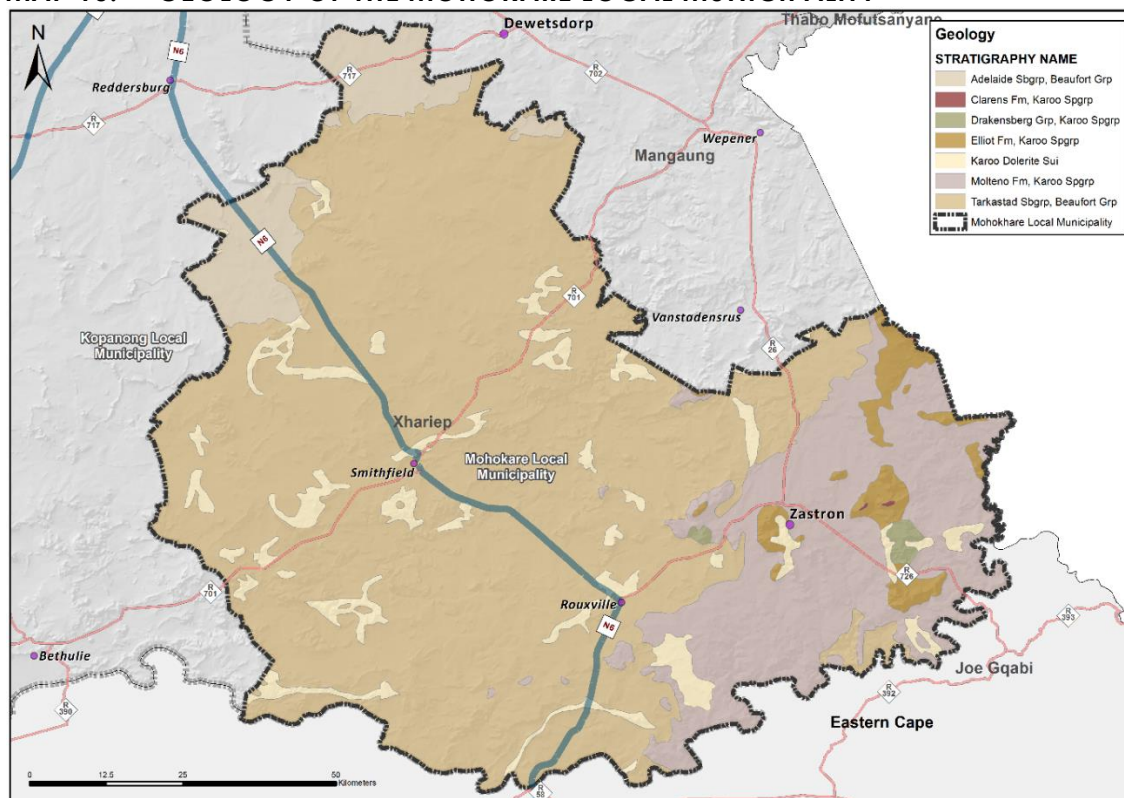 N
Dewetsdorp
Thabo Mofutsanyane
N6
R
717
R
702
Reddersburg
R
717
Wepener
Mangaung
N6
R
701
Vanstadensrus
R
26
Kopanong Local
Municipality
Xhariep
Smithfield
Mohokare Local
Municipality
Zastron
R
726
R
701
Rouxville
N6
R
393
Bethulie
Joe Gqabi
R
390
R
392
Eastern Cape
R
58
0 12.5 25 50
Kilometers
Geology
STRATIGRAPHY NAME
Adelaide Sbgrp, Beaufort Grp
Clarens Fm, Karoo Spgrp
Drakensberg Grp, Karoo Spgrp
Elliot Fm, Karoo Spgrp
Karoo Dolerite Sui
Molteno Fm, Karoo Spgrp
Tarkastad Sbgrp, Beaufort Grp
Mohokhare Local Municipality